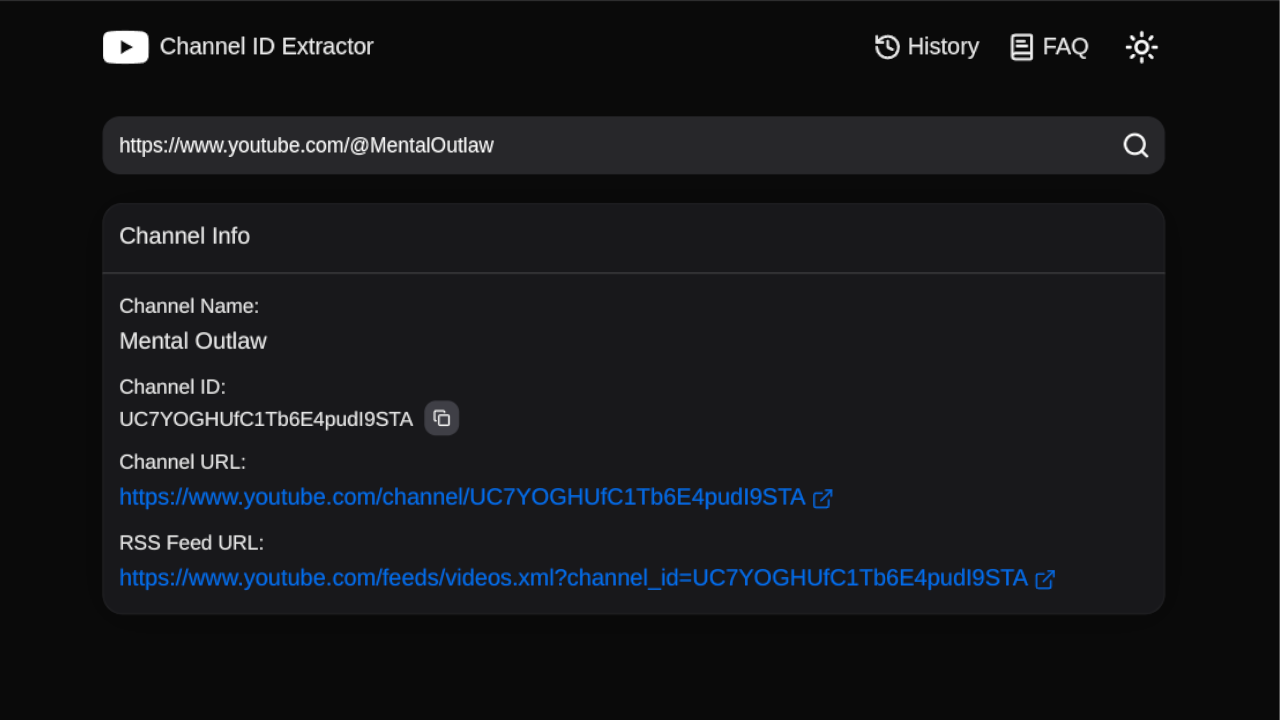 Channel ID Extractor
History
FAQ
https://www.youtube.com/@MentalOutlaw
Channel Info
Channel Name:
Mental Outlaw
Channel ID:
UC7YOGHUfC1Tb6E4pudI9STA
Channel URL:
https://www.youtube.com/channel/UC7YOGHUfC1Tb6E4pudI9STA
RSS Feed URL:
https://www.youtube.com/feeds/videos.xml?channel_id=UC7YOGHUfC1Tb6E4pudI9STA